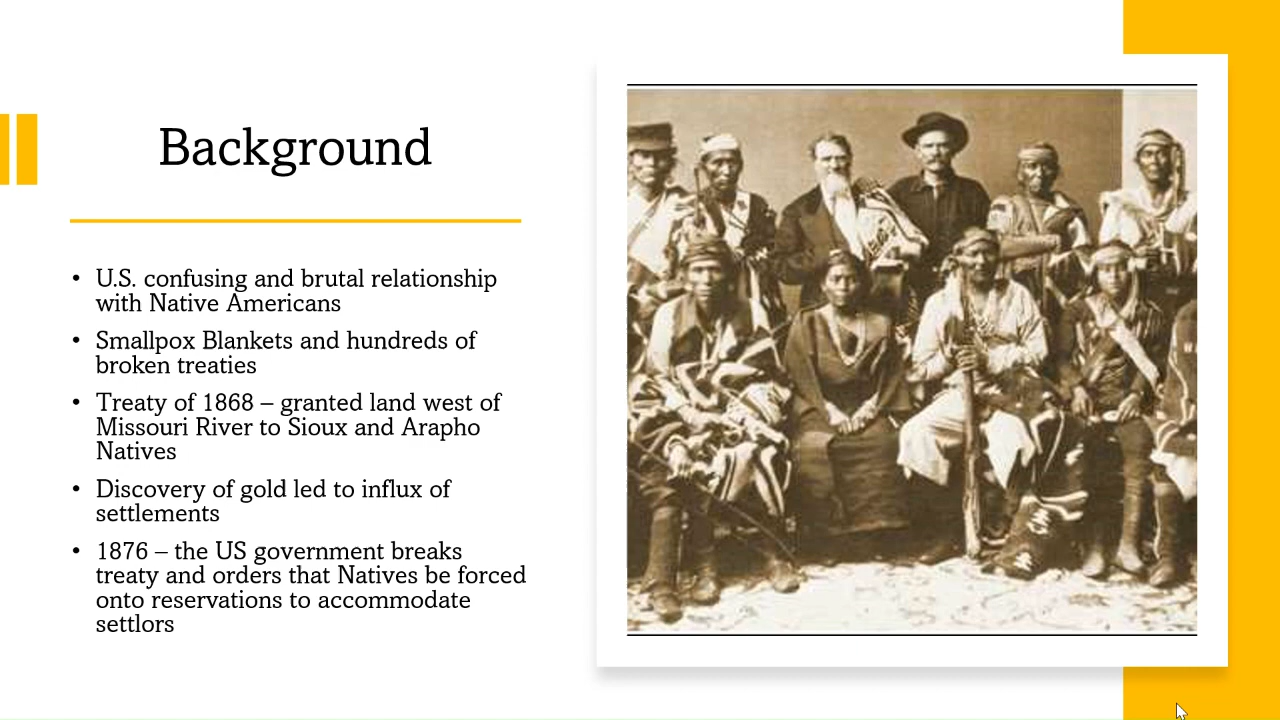 Background
• U.S. confusing and brutal relationship
with Native Americans
• Smallpox Blankets and hundreds of
broken treaties
• Treaty of 1868 – granted land west of
Missouri River to Sioux and Arapho
Natives
• Discovery of gold led to influx of
settlements
• 1876 – the US government breaks
treaty and orders that Natives be forced
onto reservations to accommodate
settlors